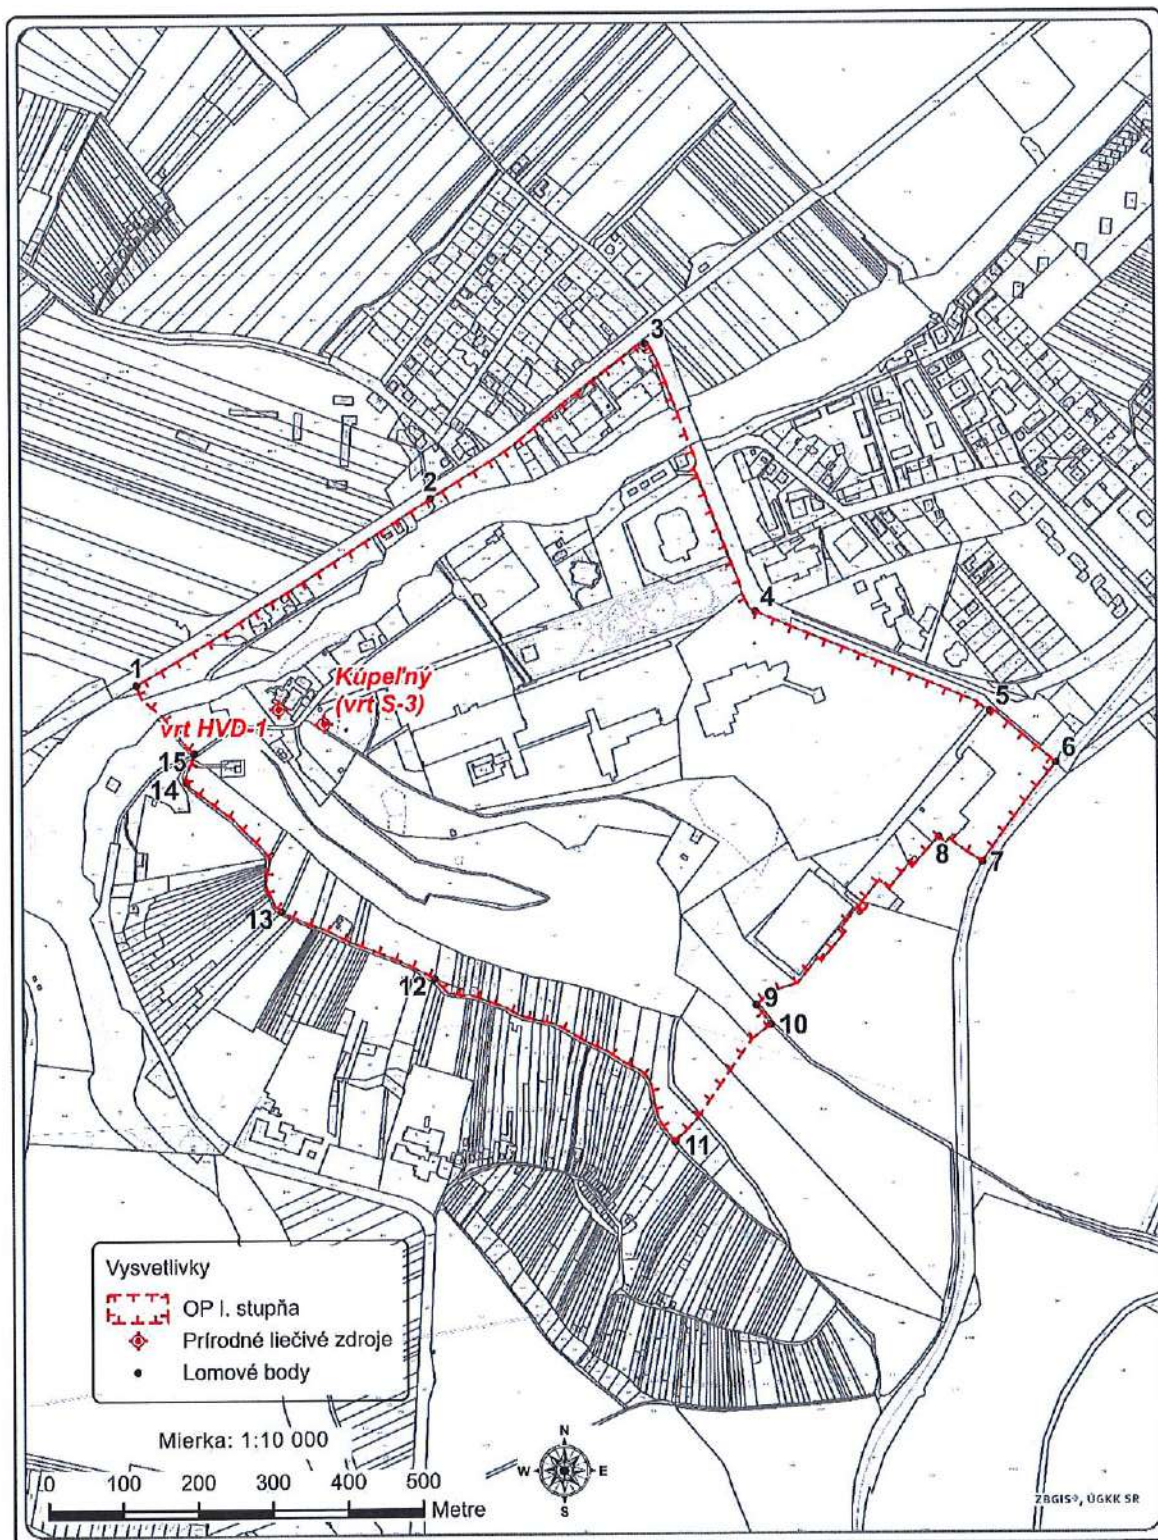 3
2
4
1
Kúpeľný
(vrt S-3)
vrt HVD-1
5
6
15
14
8
7
13
12
9
10
11
Vysvetlivky
OP I. stupňa
Prírodné liečivé zdroje
Lomové body
Mierka: 1:10 000
0 100 200 300 400 500
Metre
N
W E
S
ZBGIS®, ÚGKK SR